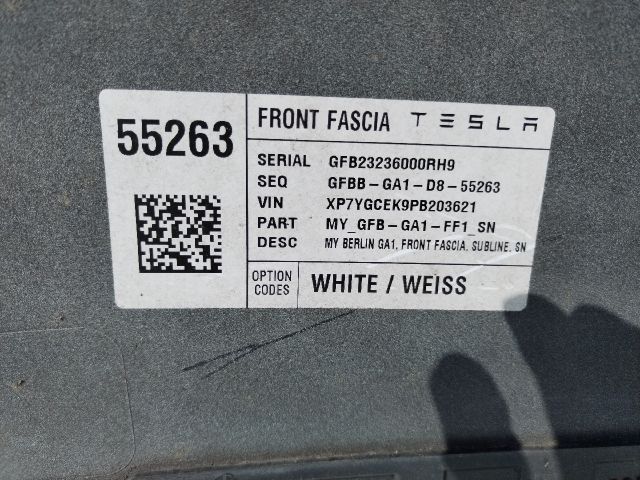 55263
FRONT FASCIA TESLA
SERIAL GFB23236000RH9
SEQ GFBB-GA1-D8-55263
VIN XP7YGCEK9PB203621
PART MY_GFB-GA1-FF1_SN
DESC MY BERLIN GA1, FRONT FASCIA, SUBLINE, SN
OPTION CODES WHITE / WEISS